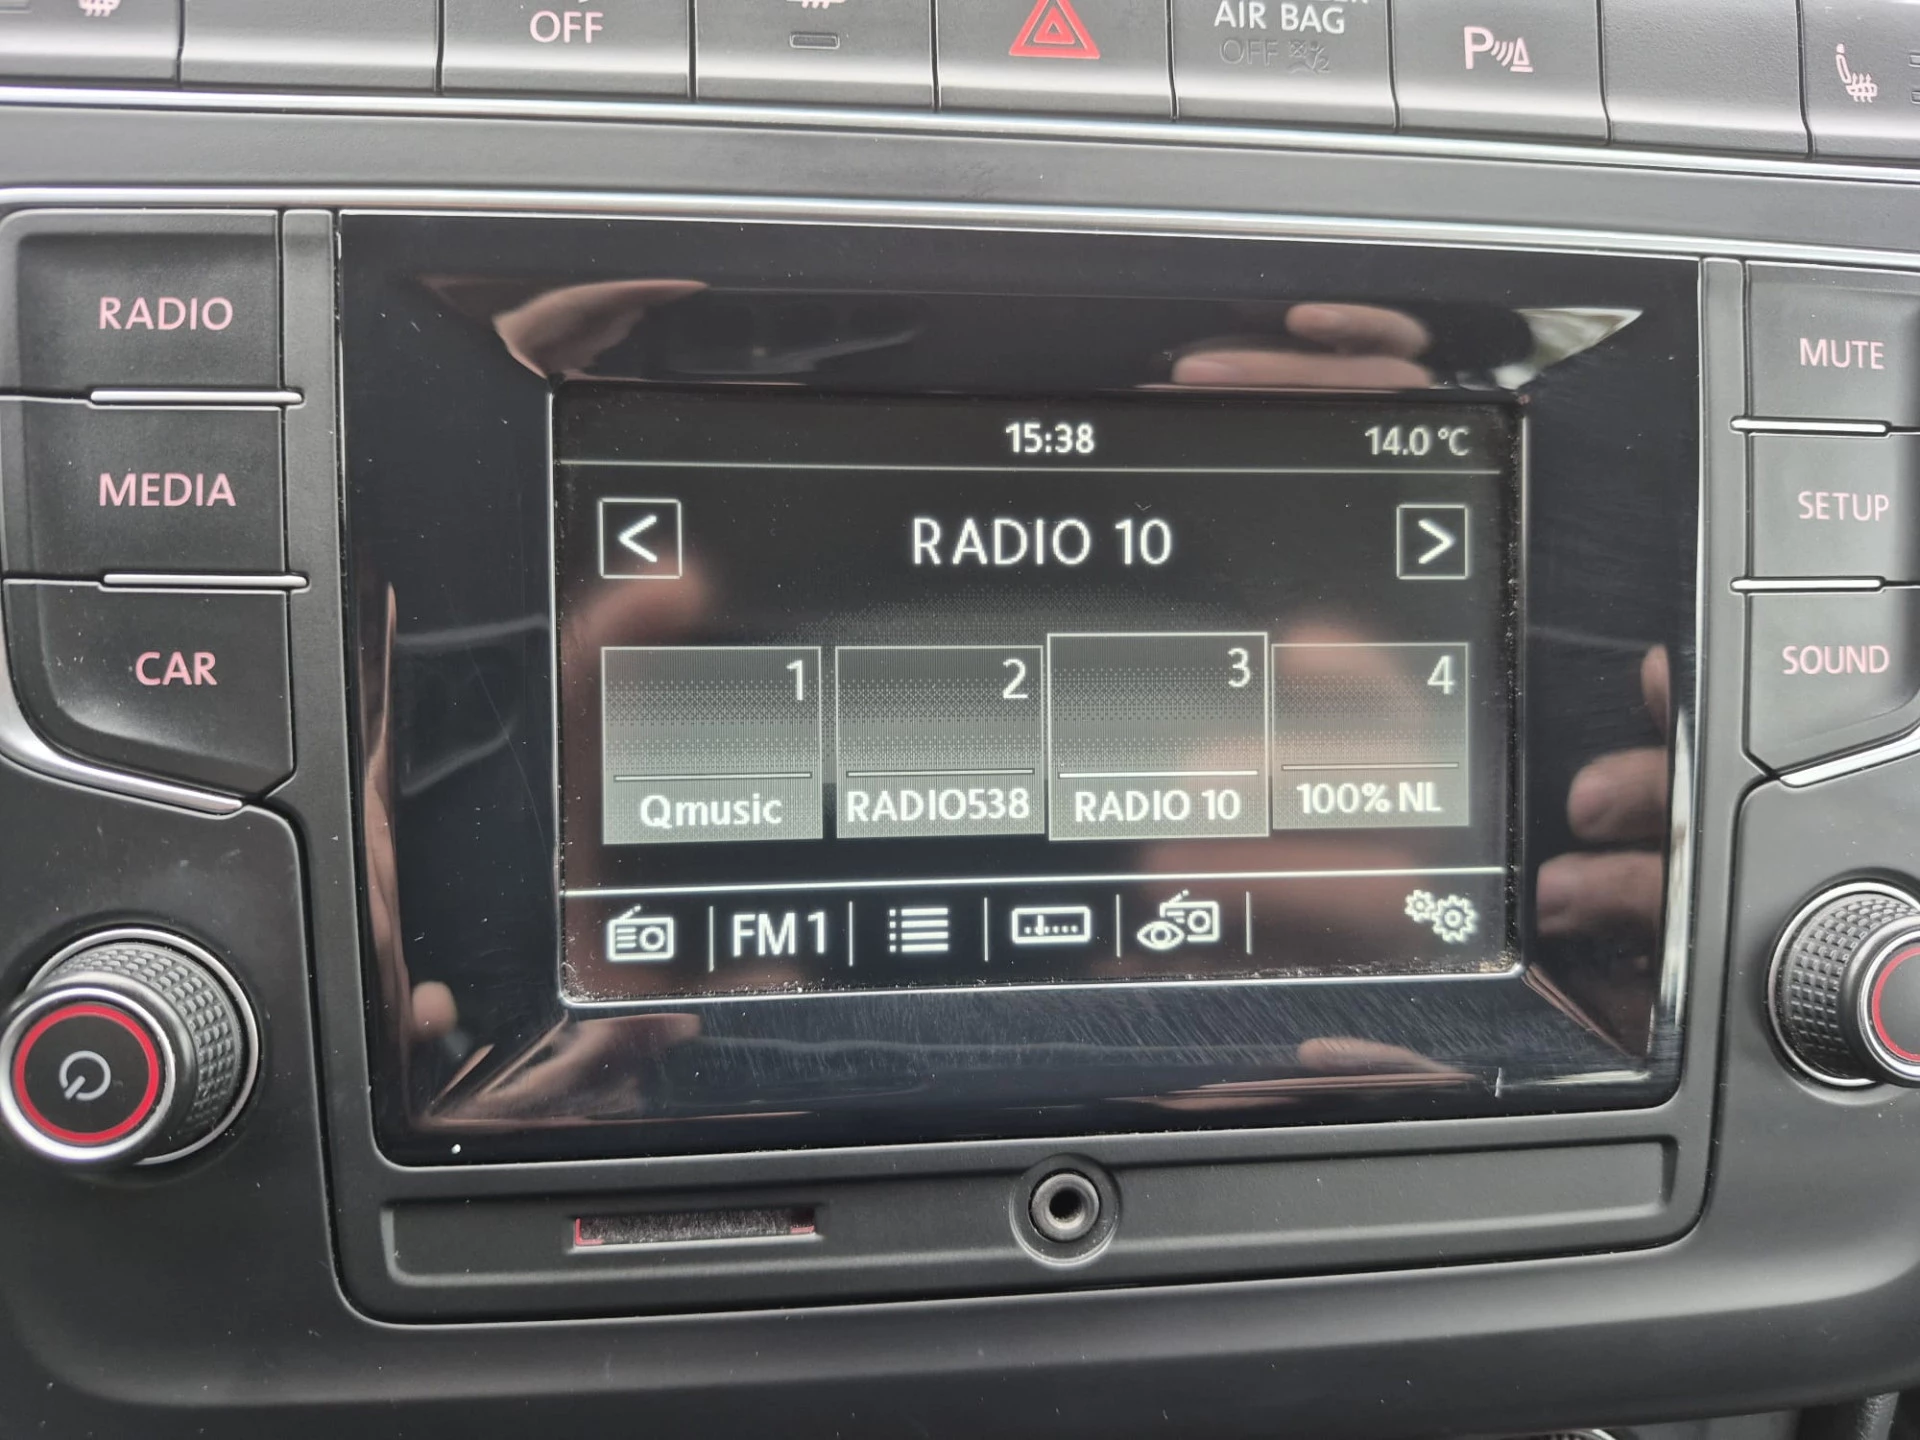 OFF
AIR BAG
OFF
P
RADIO
MEDIA
CAR
MUTE
SETUP
SOUND
15:38
14.0 °C
<
RADIO 10
>
1
2
3
4
Qmusic
RADIO538
RADIO 10
100% NL
FM 1